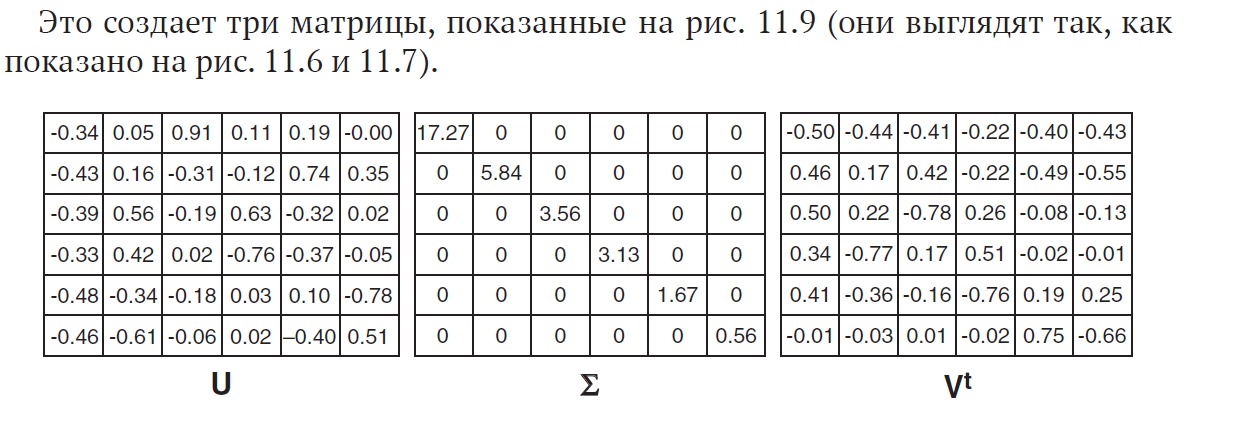 Это создает три матрицы, показанные на рис. 11.9 (они выглядят так, как
показано на рис. 11.6 и 11.7).
-0.34 0.05 0.91 0.11 0.19 -0.00 17.27 0 0 0 0 0 -0.50 -0.44 -0.41 -0.22 -0.40 -0.43
-0.43 0.16 -0.31 -0.12 0.74 0.35 0 5.84 0 0 0 0 0.46 0.17 0.42 -0.22 -0.49 -0.55
-0.39 0.56 -0.19 0.63 -0.32 0.02 0 0 3.56 0 0 0 0.50 0.22 -0.78 0.26 -0.08 -0.13
-0.33 0.42 0.02 -0.76 -0.37 -0.05 0 0 0 3.13 0 0 0.34 -0.77 0.17 0.51 -0.02 -0.01
-0.48 -0.34 -0.18 0.03 0.10 -0.78 0 0 0 0 1.67 0 0.41 -0.36 -0.16 -0.76 0.19 0.25
-0.46 -0.61 -0.06 0.02 –0.40 0.51 0 0 0 0 0 0.56 -0.01 -0.03 0.01 -0.02 0.75 -0.66
U Σ Vᵗ